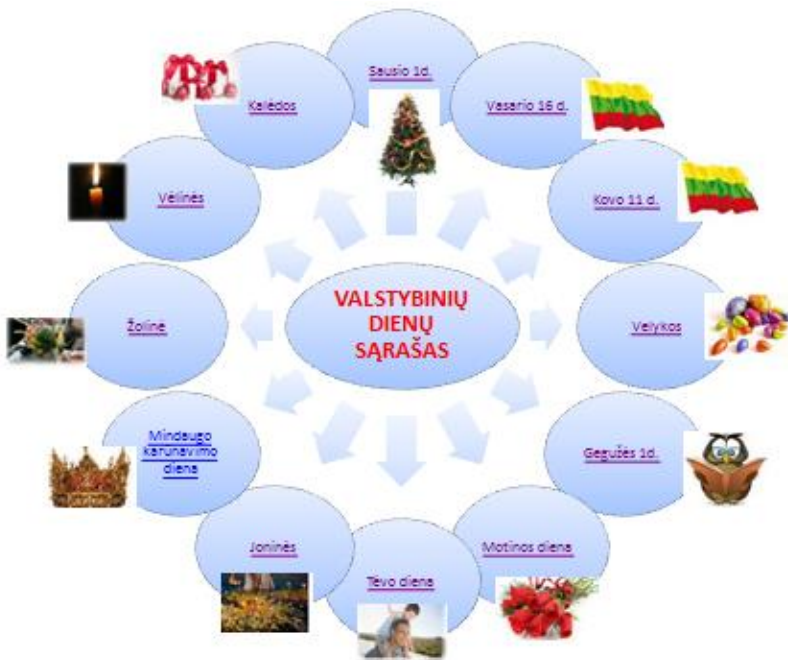 VALSTYBINIŲ
DIENŲ
SĄRAŠAS
Sausio 1d.
Vasario 16 d.
Kovo 11 d.
Velykos
Gegužės 1d.
Motinos diena
Tėvo diena
Joninės
Mindaugo
karūnavimo
diena
Žolinė
Vėlinės
Kalėdos